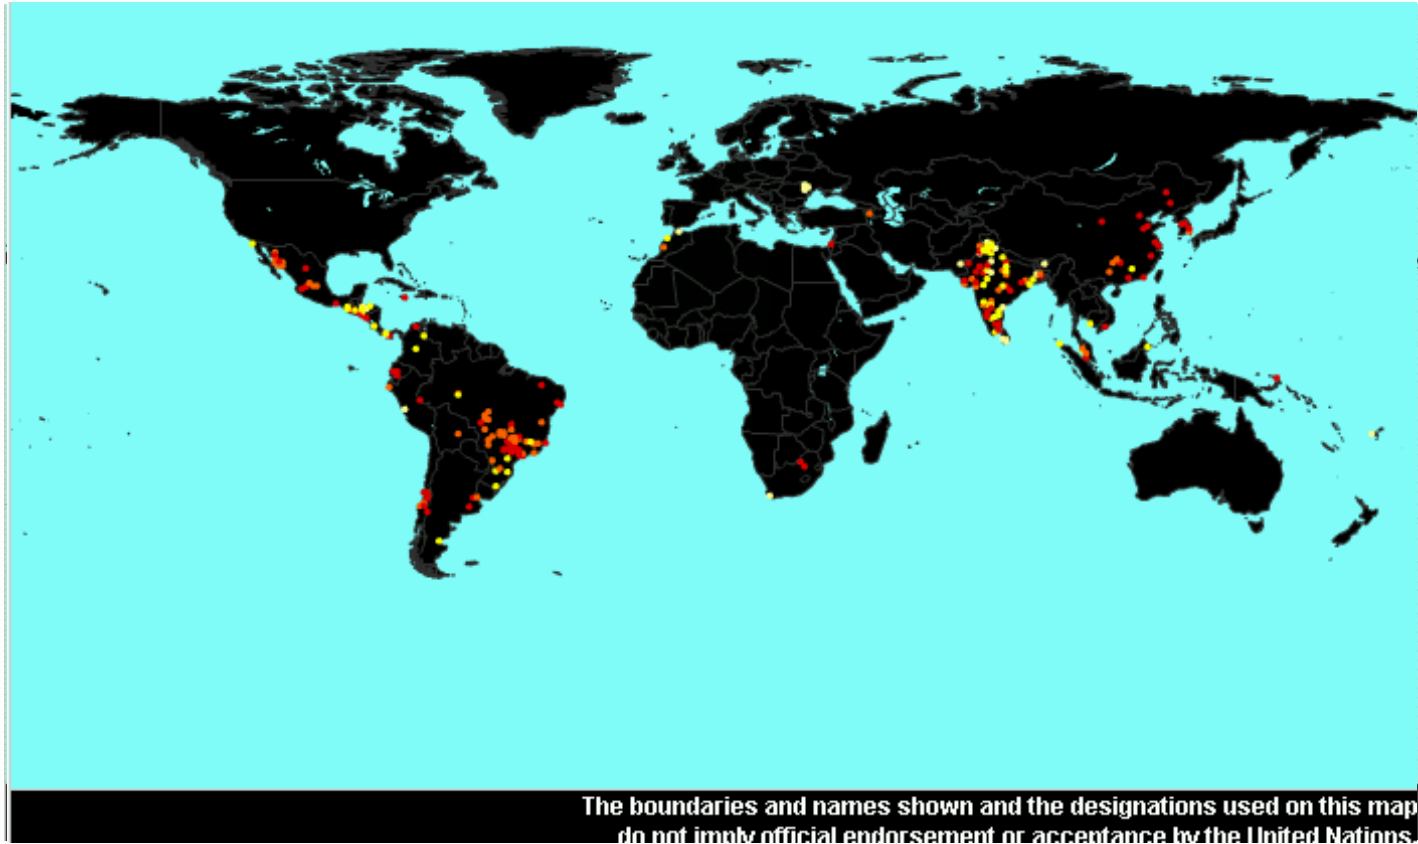 The boundaries and names shown and the designations used on this map
do not imply official endorsement or acceptance by the United Nations.